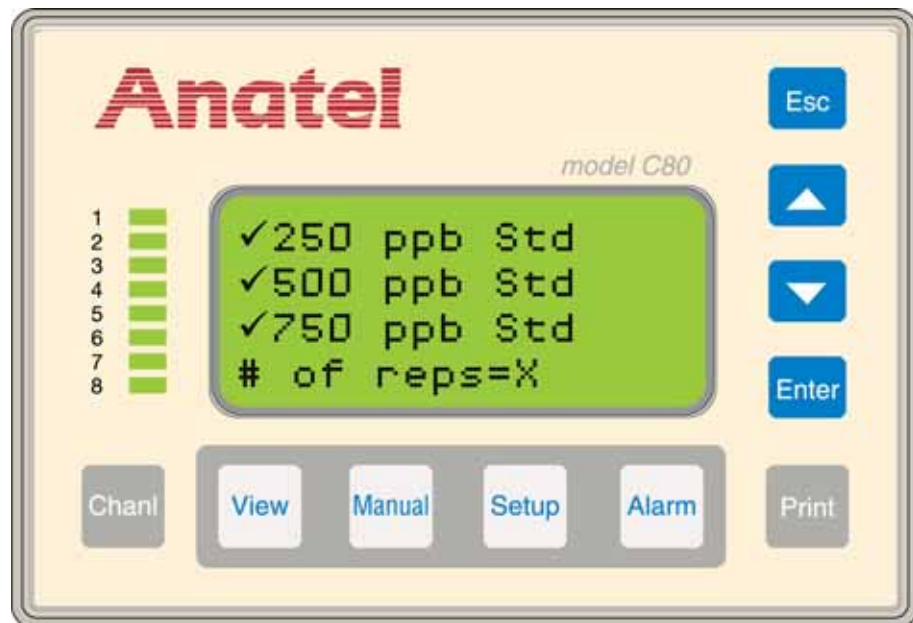 Anatel
model C80
1
2
3
4
5
6
7
8
✓250 ppb Std
✓500 ppb Std
✓750 ppb Std
# of reps=X
Esc
Enter
Chanl
View
Manual
Setup
Alarm
Print